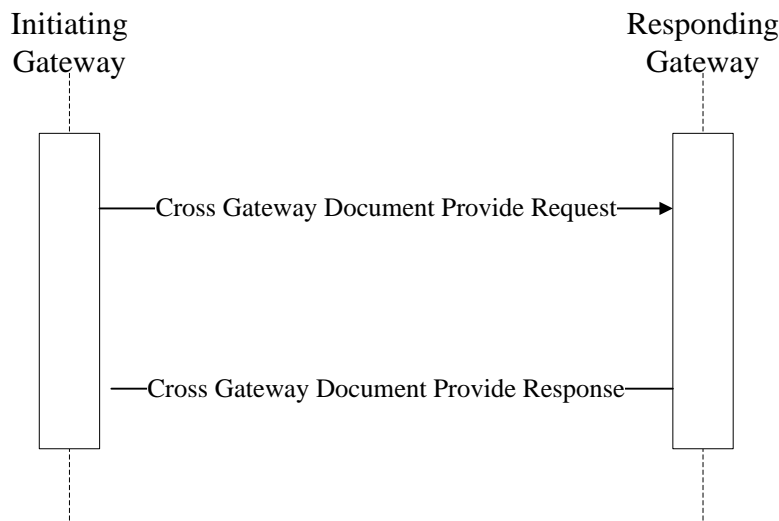 Initiating
Gateway
Responding
Gateway
Cross Gateway Document Provide Request
Cross Gateway Document Provide Response